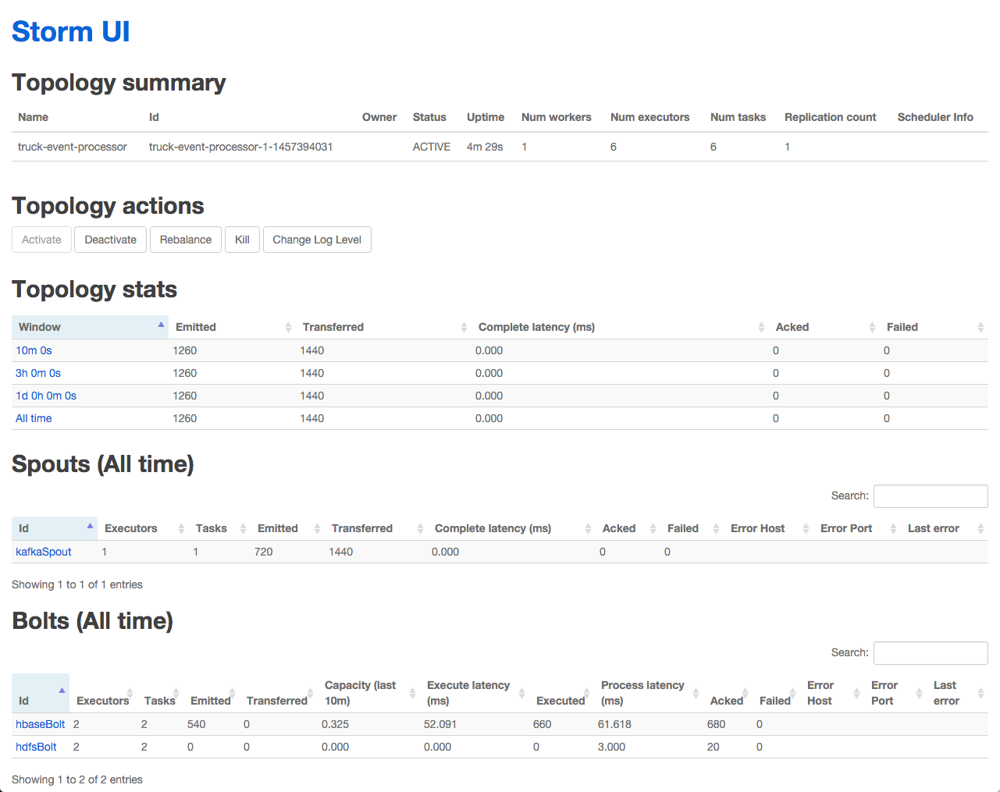 Storm UI
Topology summary
Name Id Owner Status Uptime Num workers Num executors Num tasks Replication count Scheduler Info
truck-event-processor truck-event-processor-1-1457394031 ACTIVE 4m 29s 1 6 6 1
Topology actions
Activate Deactivate Rebalance Kill Change Log Level
Topology stats
Window Emitted Transferred Complete latency (ms) Acked Failed
10m 0s 1260 1440 0.000 0 0
3h 0m 0s 1260 1440 0.000 0 0
1d 0h 0m 0s 1260 1440 0.000 0 0
All time 1260 1440 0.000 0 0
Spouts (All time)
Search:
Id Executors Tasks Emitted Transferred Complete latency (ms) Acked Failed Error Host Error Port Last error
kafkaSpout 1 1 720 1440 0.000 0 0
Showing 1 to 1 of 1 entries
Bolts (All time)
Search:
Id Executors Tasks Emitted Transferred Capacity (last 10m) Execute latency (ms) Executed Process latency (ms) Acked Failed Error Host Error Port Last error
hbaseBolt 2 2 540 0 0.325 52.091 660 61.618 680 0
hdfsBolt 2 2 0 0 0.000 0.000 0 3.000 20 0
Showing 1 to 2 of 2 entries